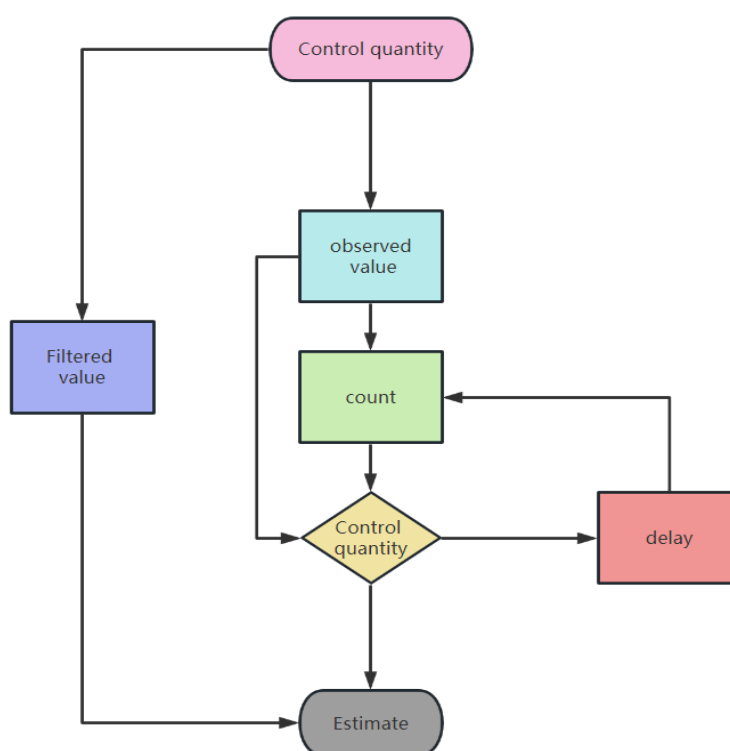 Control quantity
observed
value
Filtered
value
count
Control
quantity
delay
Estimate